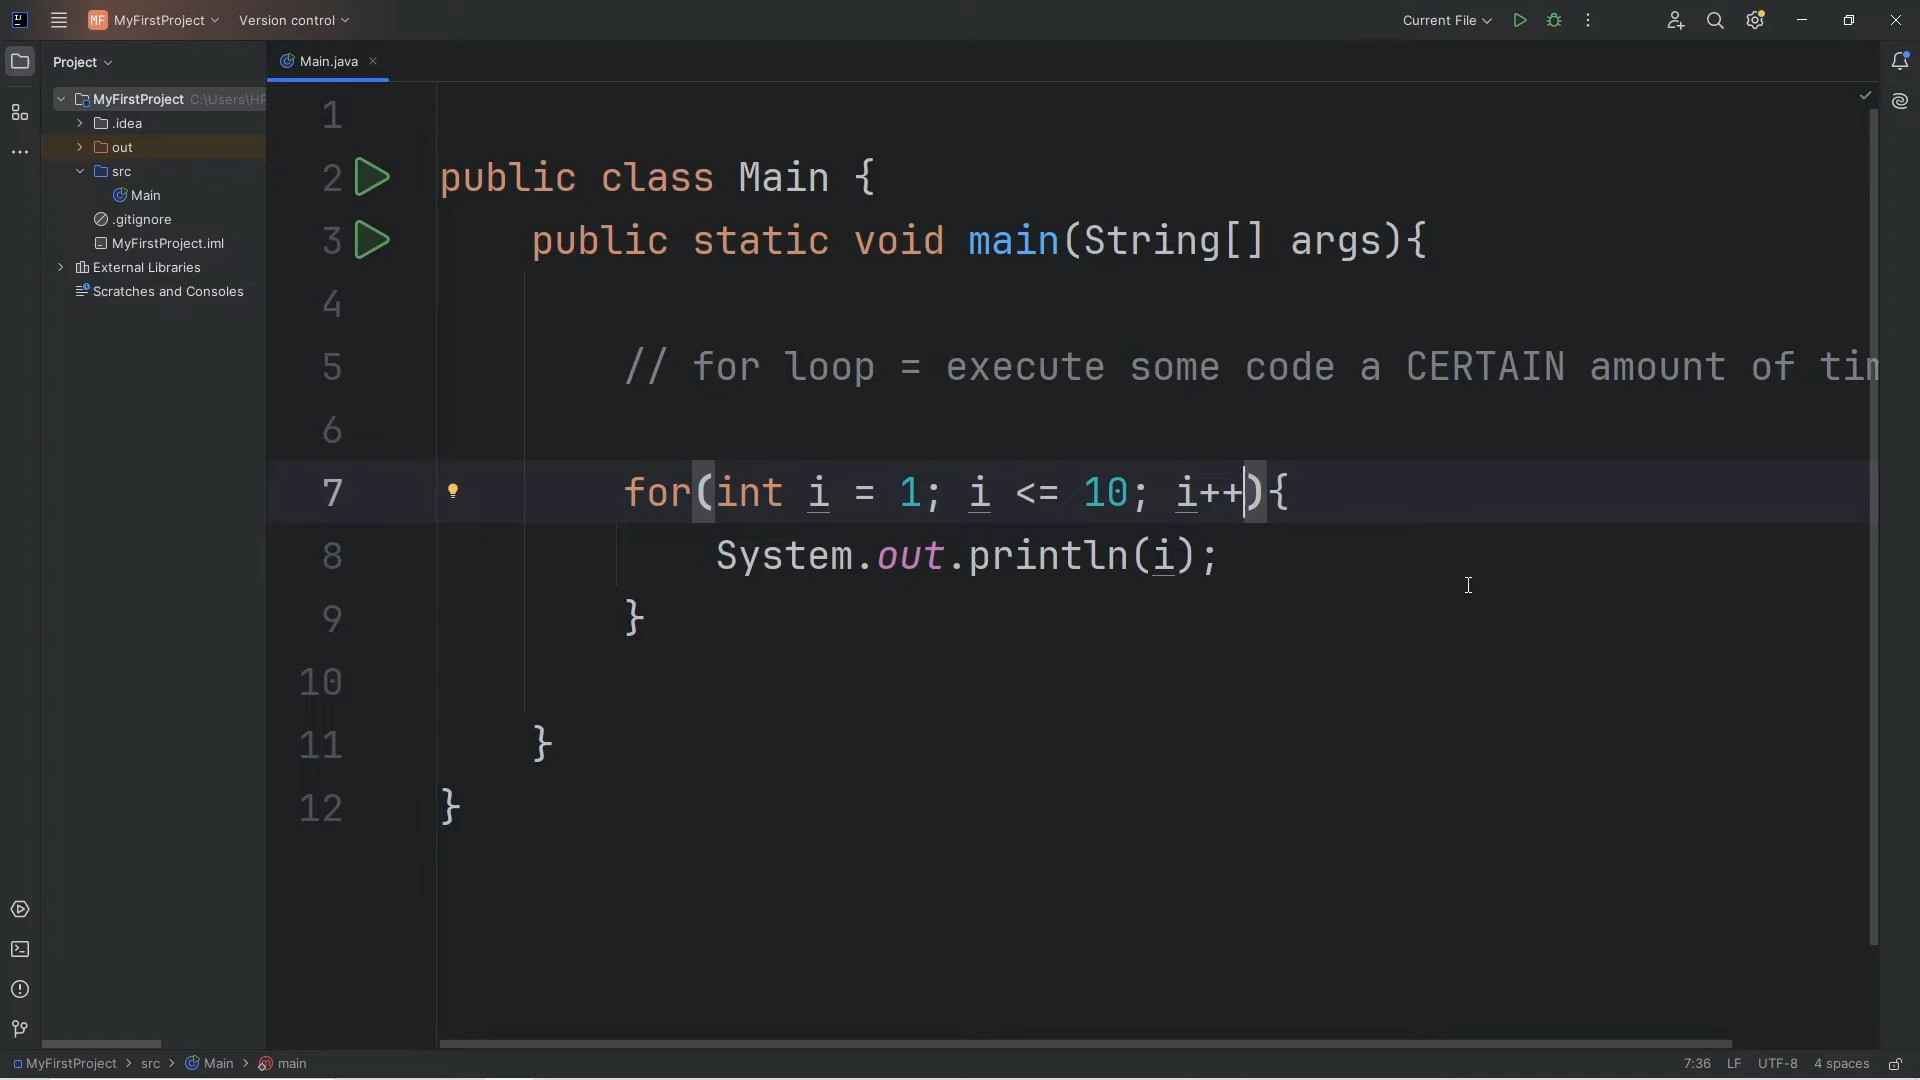 MF MyFirstProject Version control Current File
Project
Main.java
MyFirstProject C:\Users\HP
.idea
out
src
Main
.gitignore
MyFirstProject.iml
External Libraries
Scratches and Consoles
1
2 public class Main {
3 public static void main(String[] args){
4
5 // for loop = execute some code a CERTAIN amount of tim
6
7 for(int i = 1; i <= 10; i++){
8 System.out.println(i);
9 }
10
11 }
12 }
MyFirstProject > src > Main > main 7:36 LF UTF-8 4 spaces